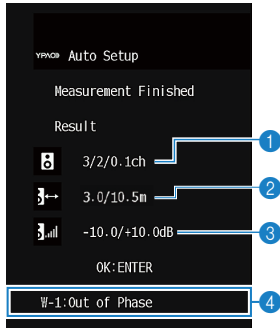 YPAO Auto Setup
Measurement Finished
Result
3/2/0.1ch
1
3.0/10.5m
2
-10.0/+10.0dB
3
OK:ENTER
W-1:Out of Phase
4